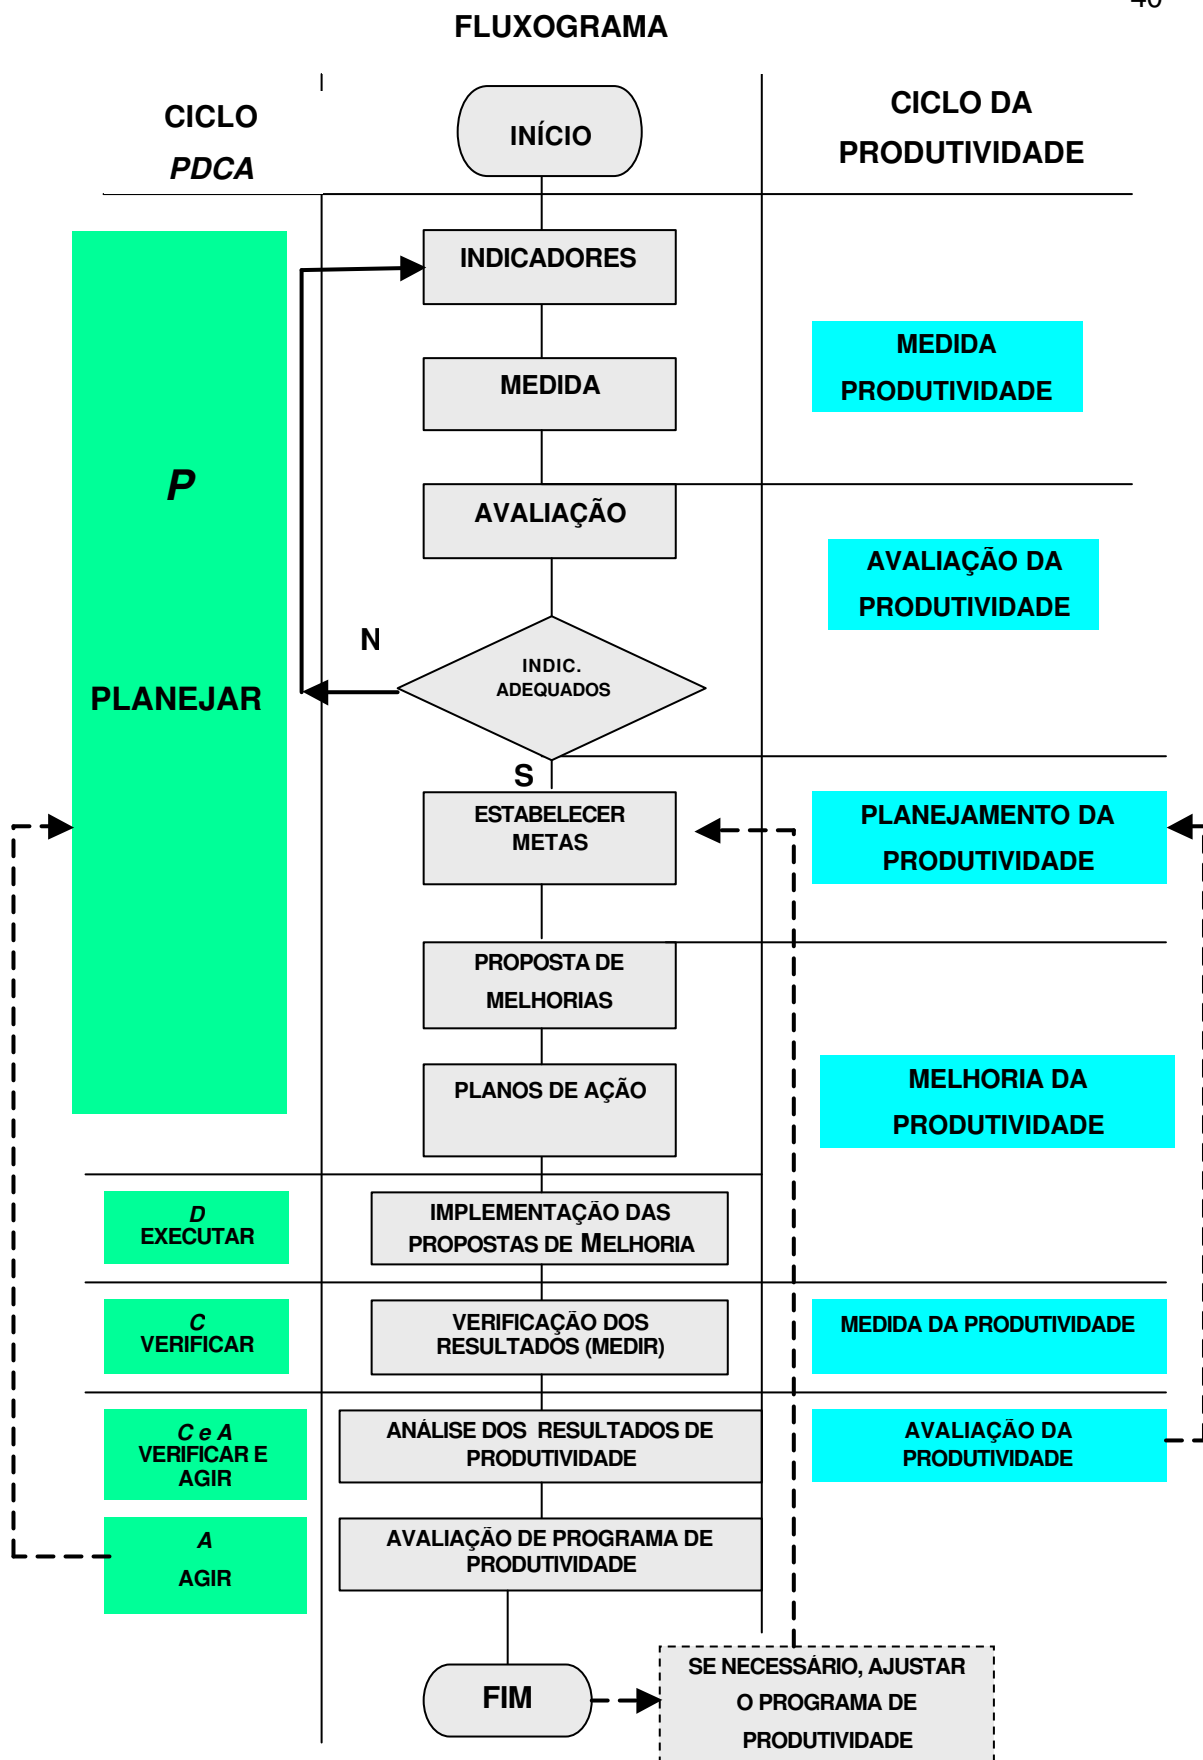 40
FLUXOGRAMA
CICLO
PDCA
INÍCIO
CICLO DA
PRODUTIVIDADE
INDICADORES
MEDIDA
MEDIDA
PRODUTIVIDADE
P
PLANEJAR
AVALIAÇÃO
AVALIAÇÃO DA
PRODUTIVIDADE
N
INDIC.
ADEQUADOS
S
ESTABELECER
METAS
PLANEJAMENTO DA
PRODUTIVIDADE
PROPOSTA DE
MELHORIAS
PLANOS DE AÇÃO
MELHORIA DA
PRODUTIVIDADE
D
EXECUTAR
IMPLEMENTAÇÃO DAS
PROPOSTAS DE MELHORIA
C
VERIFICAR
VERIFICAÇÃO DOS
RESULTADOS (MEDIR)
MEDIDA DA PRODUTIVIDADE
C e A
VERIFICAR E
AGIR
ANÁLISE DOS RESULTADOS DE
PRODUTIVIDADE
AVALIAÇÃO DA
PRODUTIVIDADE
A
AGIR
AVALIAÇÃO DE PROGRAMA DE
PRODUTIVIDADE
FIM
SE NECESSÁRIO, AJUSTAR
O PROGRAMA DE
PRODUTIVIDADE